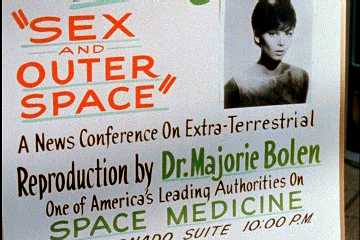 "SEX
AND
OUTER
SPACE"
A News Conference On Extra-Terrestrial
Reproduction by Dr. Majorie Bolen
One of America's Leading Authorities On
SPACE MEDICINE
SUITE 10:00 P.M.